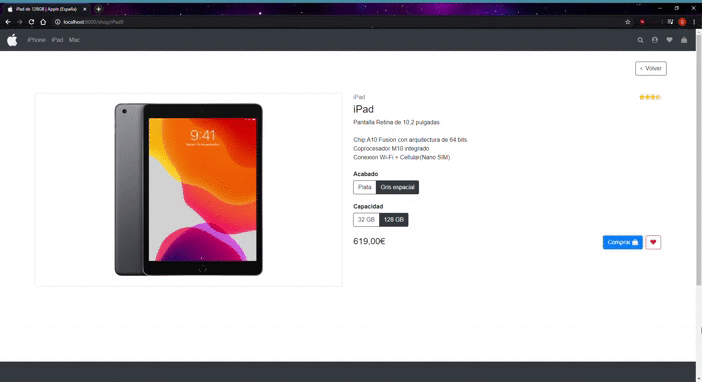 iPad de 128GB | Apple (España)
localhost:8000/shop/iPad9
iPhone iPad Mac
< Volver
iPad
iPad
Pantalla Retina de 10,2 pulgadas
Chip A10 Fusion con arquitectura de 64 bits
Coprocesador M10 integrado
Conexion Wi-Fi + Cellular(Nano SIM)
Acabado
Plata Gris espacial
Capacidad
32 GB 128 GB
619,00€ Comprar
9:41